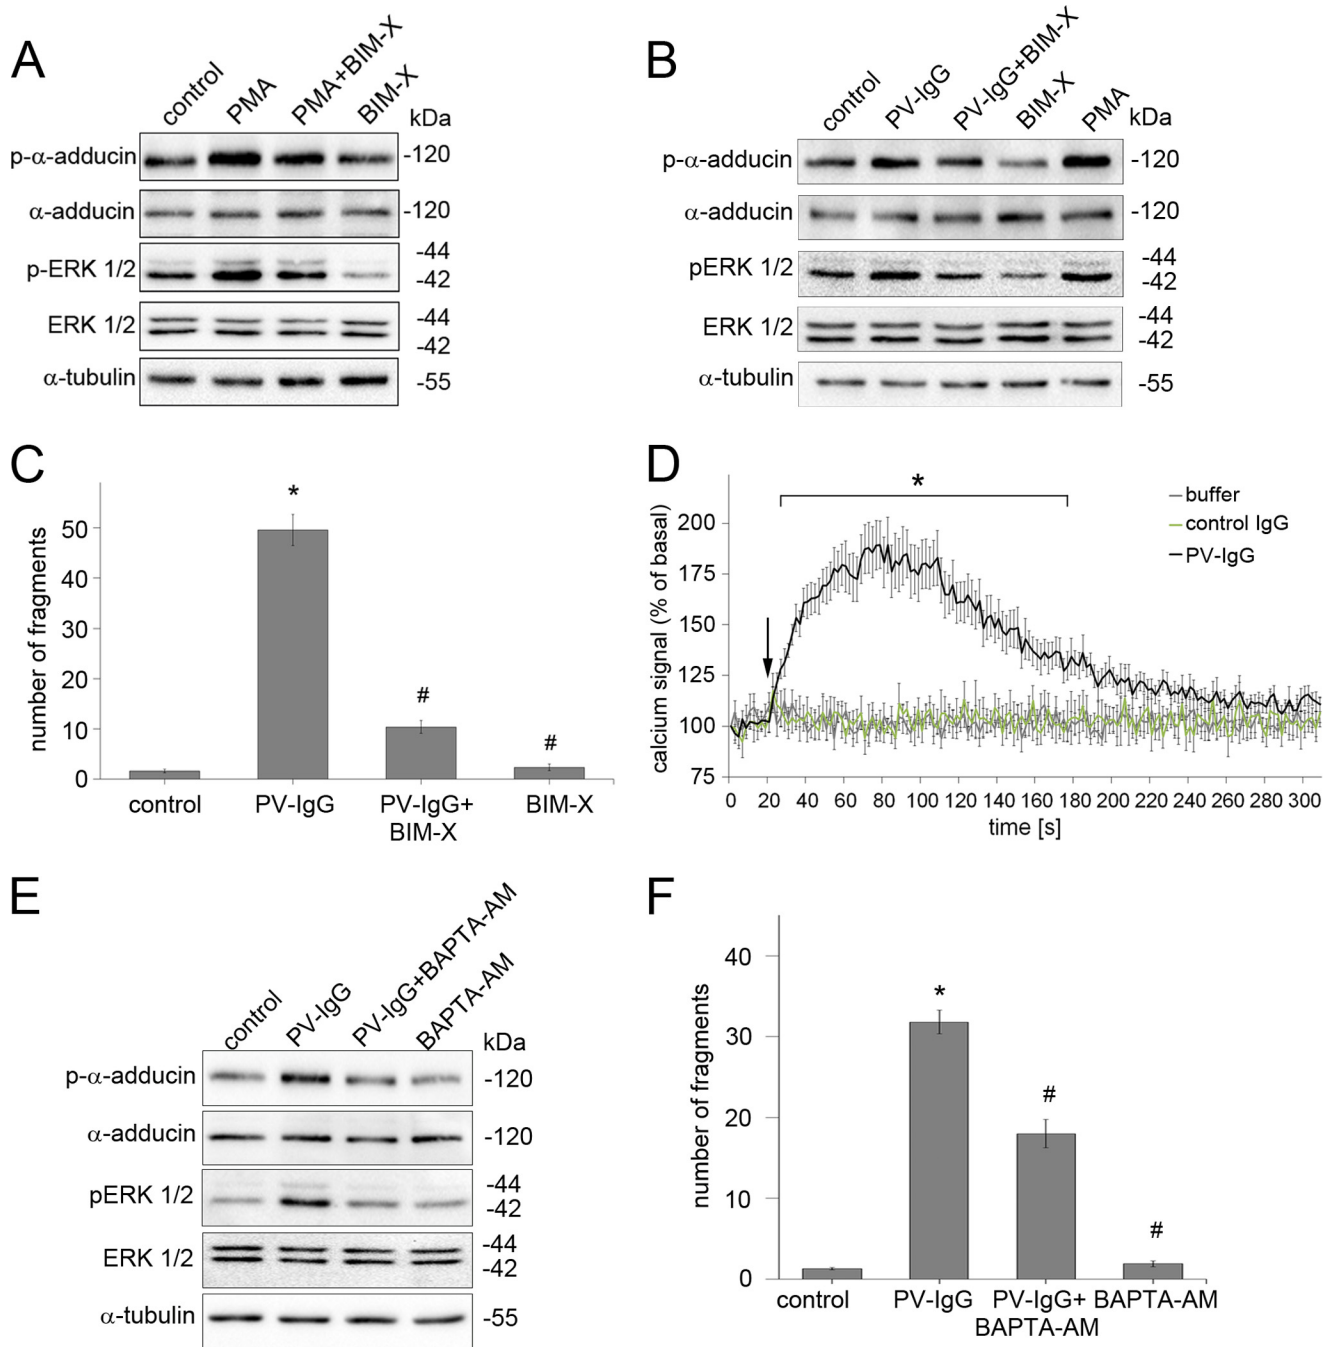 A
control
PMA
PMA+BIM-X
BIM-X
kDa
p-α-adducin
-120
α-adducin
-120
p-ERK 1/2
-44
-42
ERK 1/2
-44
-42
α-tubulin
-55
B
control
PV-IgG
PV-IgG+BIM-X
BIM-X
PMA
kDa
p-α-adducin
-120
α-adducin
-120
pERK 1/2
-44
-42
ERK 1/2
-44
-42
α-tubulin
-55
C
number of fragments
50
40
30
20
10
0
*
#
#
control
PV-IgG
PV-IgG+
BIM-X
BIM-X
D
calcium signal (% of basal)
200
175
150
125
100
75
*
buffer
control IgG
PV-IgG
0 20 40 60 80 100 120 140 160 180 200 220 240 260 280 300
time [s]
E
control
PV-IgG
PV-IgG+BAPTA-AM
BAPTA-AM
kDa
p-α-adducin
-120
α-adducin
-120
pERK 1/2
-44
-42
ERK 1/2
-44
-42
α-tubulin
-55
F
number of fragments
40
30
20
10
0
*
#
#
control
PV-IgG
PV-IgG+
BAPTA-AM
BAPTA-AM